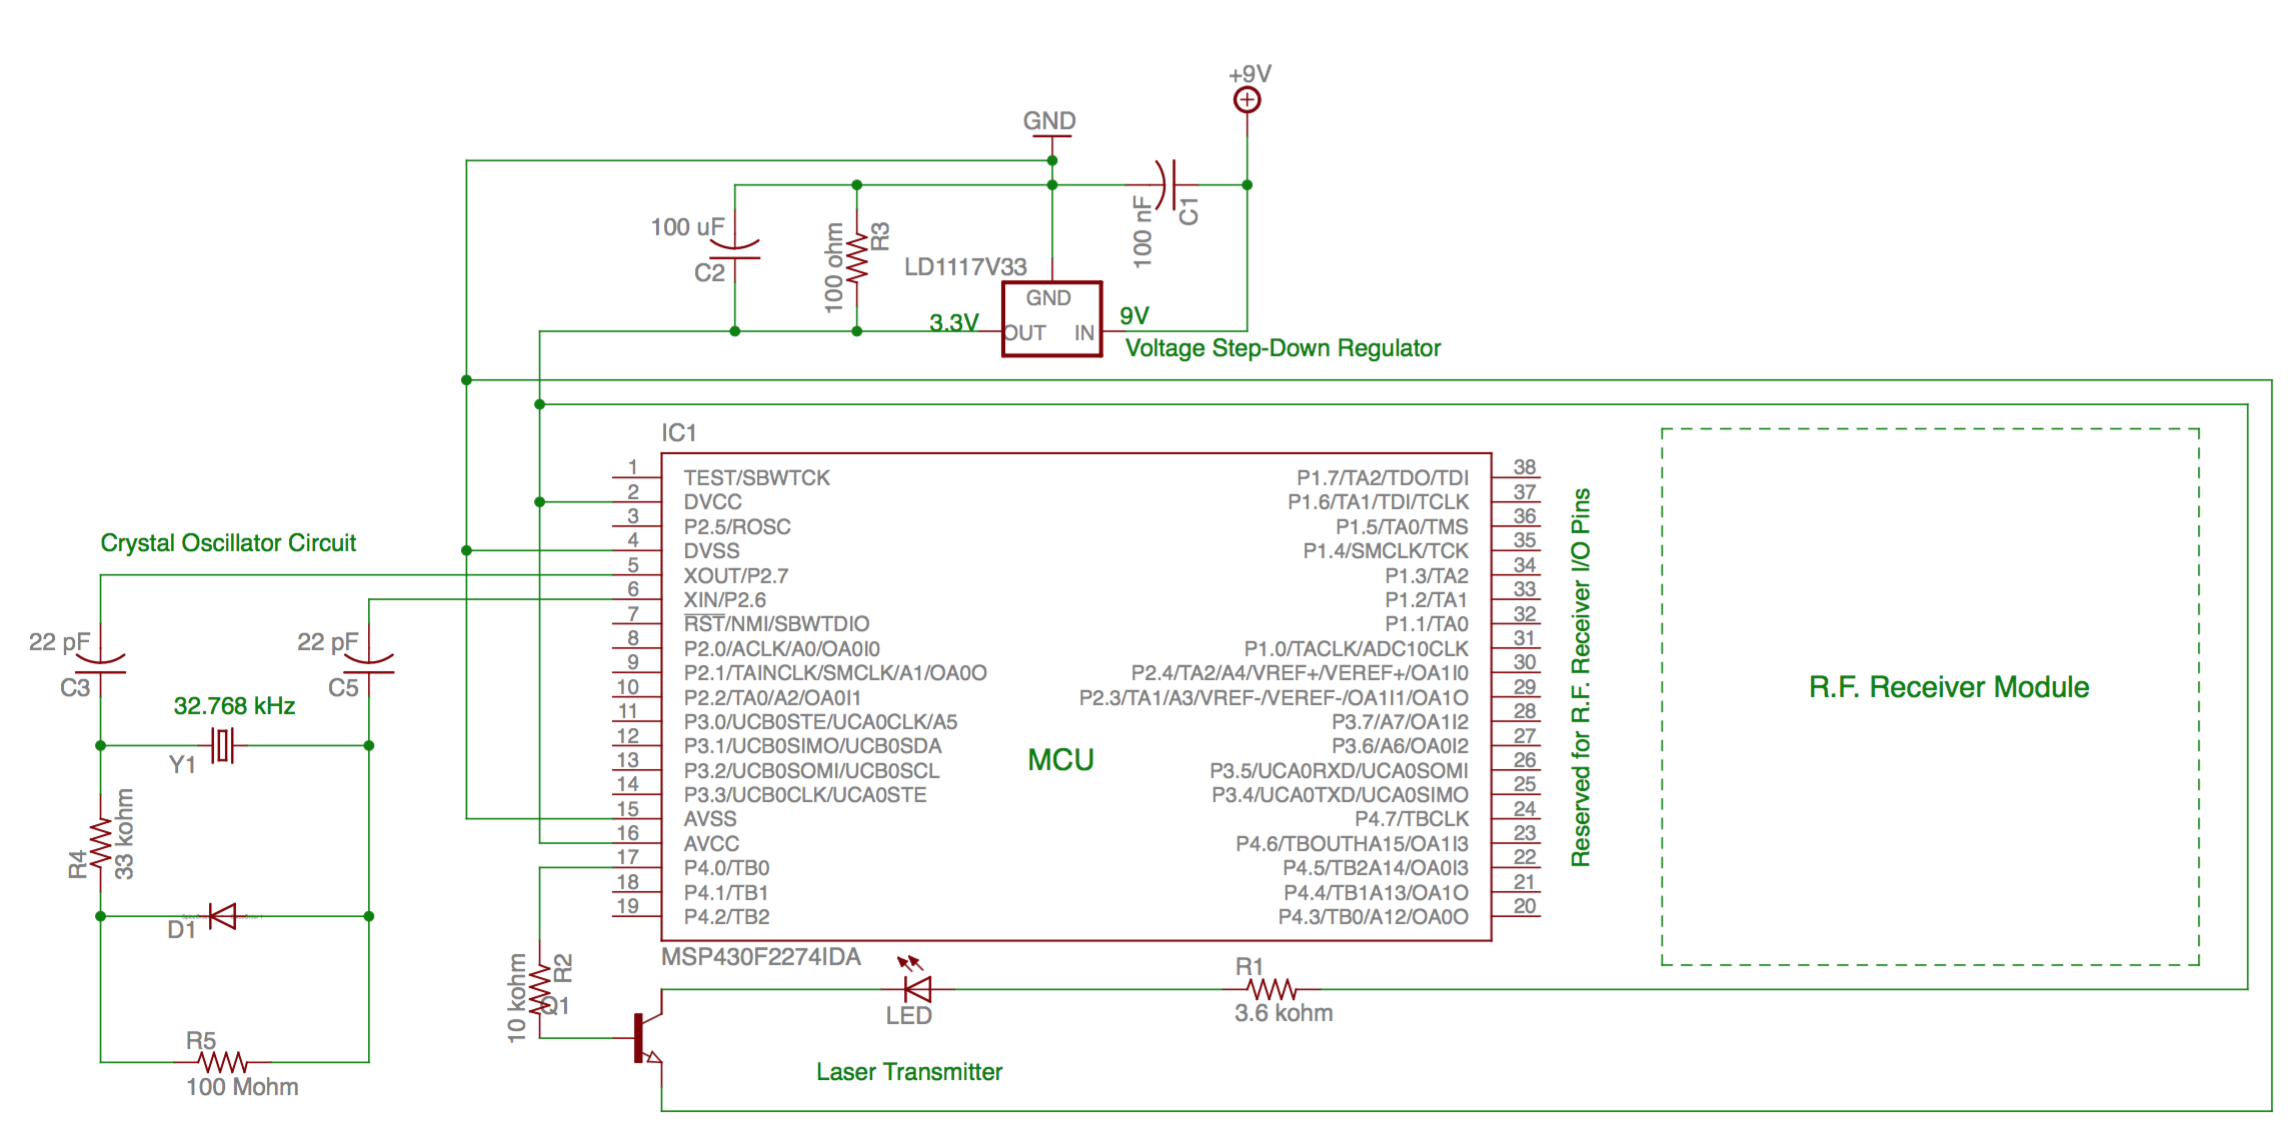 +9V
GND
100 uF
C2
100 ohm
R3
100 nF
C1
LD1117V33
GND
3.3V
OUT
IN
9V
Voltage Step-Down Regulator
IC1
1
TEST/SBWTCK
2
DVCC
3
P2.5/ROSC
4
DVSS
5
XOUT/P2.7
6
XIN/P2.6
7
RST/NMI/SBWTDIO
8
P2.0/ACLK/A0/OA0I0
9
P2.1/TAINCLK/SMCLK/A1/OA0O
10
P2.2/TA0/A2/OA0I1
11
P3.0/UCB0STE/UCA0CLK/A5
12
P3.1/UCB0SIMO/UCB0SDA
13
P3.2/UCB0SOMI/UCB0SCL
14
P3.3/UCB0CLK/UCA0STE
15
AVSS
16
AVCC
17
P4.0/TB0
18
P4.1/TB1
19
P4.2/TB2
MCU
P1.7/TA2/TDO/TDI
38
P1.6/TA1/TDI/TCLK
37
P1.5/TA0/TMS
36
P1.4/SMCLK/TCK
35
P1.3/TA2
34
P1.2/TA1
33
P1.1/TA0
32
P1.0/TACLK/ADC10CLK
31
P2.4/TA2/A4/VREF+/VEREF+/OA1I0
30
P2.3/TA1/A3/VREF-/VEREF-/OA1I1/OA1O
29
P3.7/A7/OA1I2
28
P3.6/A6/OA0I2
27
P3.5/UCA0RXD/UCA0SOMI
26
P3.4/UCA0TXD/UCA0SIMO
25
P4.7/TBCLK
24
P4.6/TBOUTHA15/OA1I3
23
P4.5/TB2A14/OA0I3
22
P4.4/TB1A13/OA1O
21
P4.3/TB0/A12/OA0O
20
MSP430F2274IDA
Reserved for R.F. Receiver I/O Pins
R.F. Receiver Module
Crystal Oscillator Circuit
22 pF
C3
22 pF
C5
32.768 kHz
Y1
R4
33 kohm
D1
R5
100 Mohm
10 kohm
R2
Q1
LED
R1
3.6 kohm
Laser Transmitter